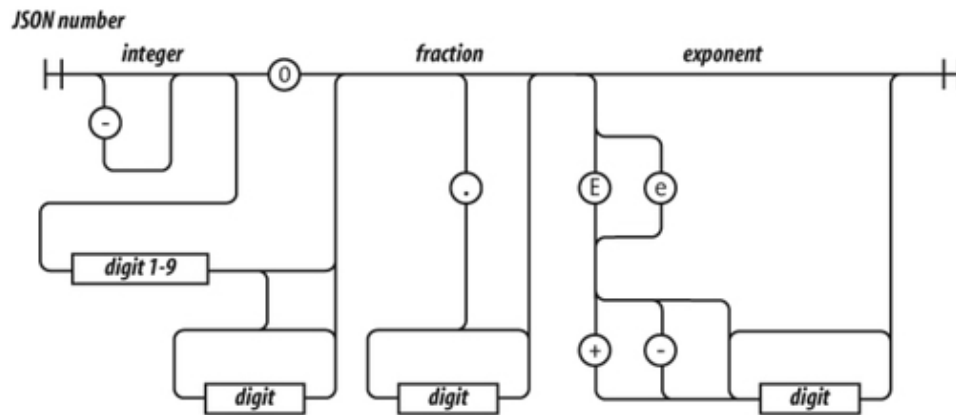 JSON number
integer fraction exponent
0
-
. E e
digit 1-9
+ -
digit digit digit